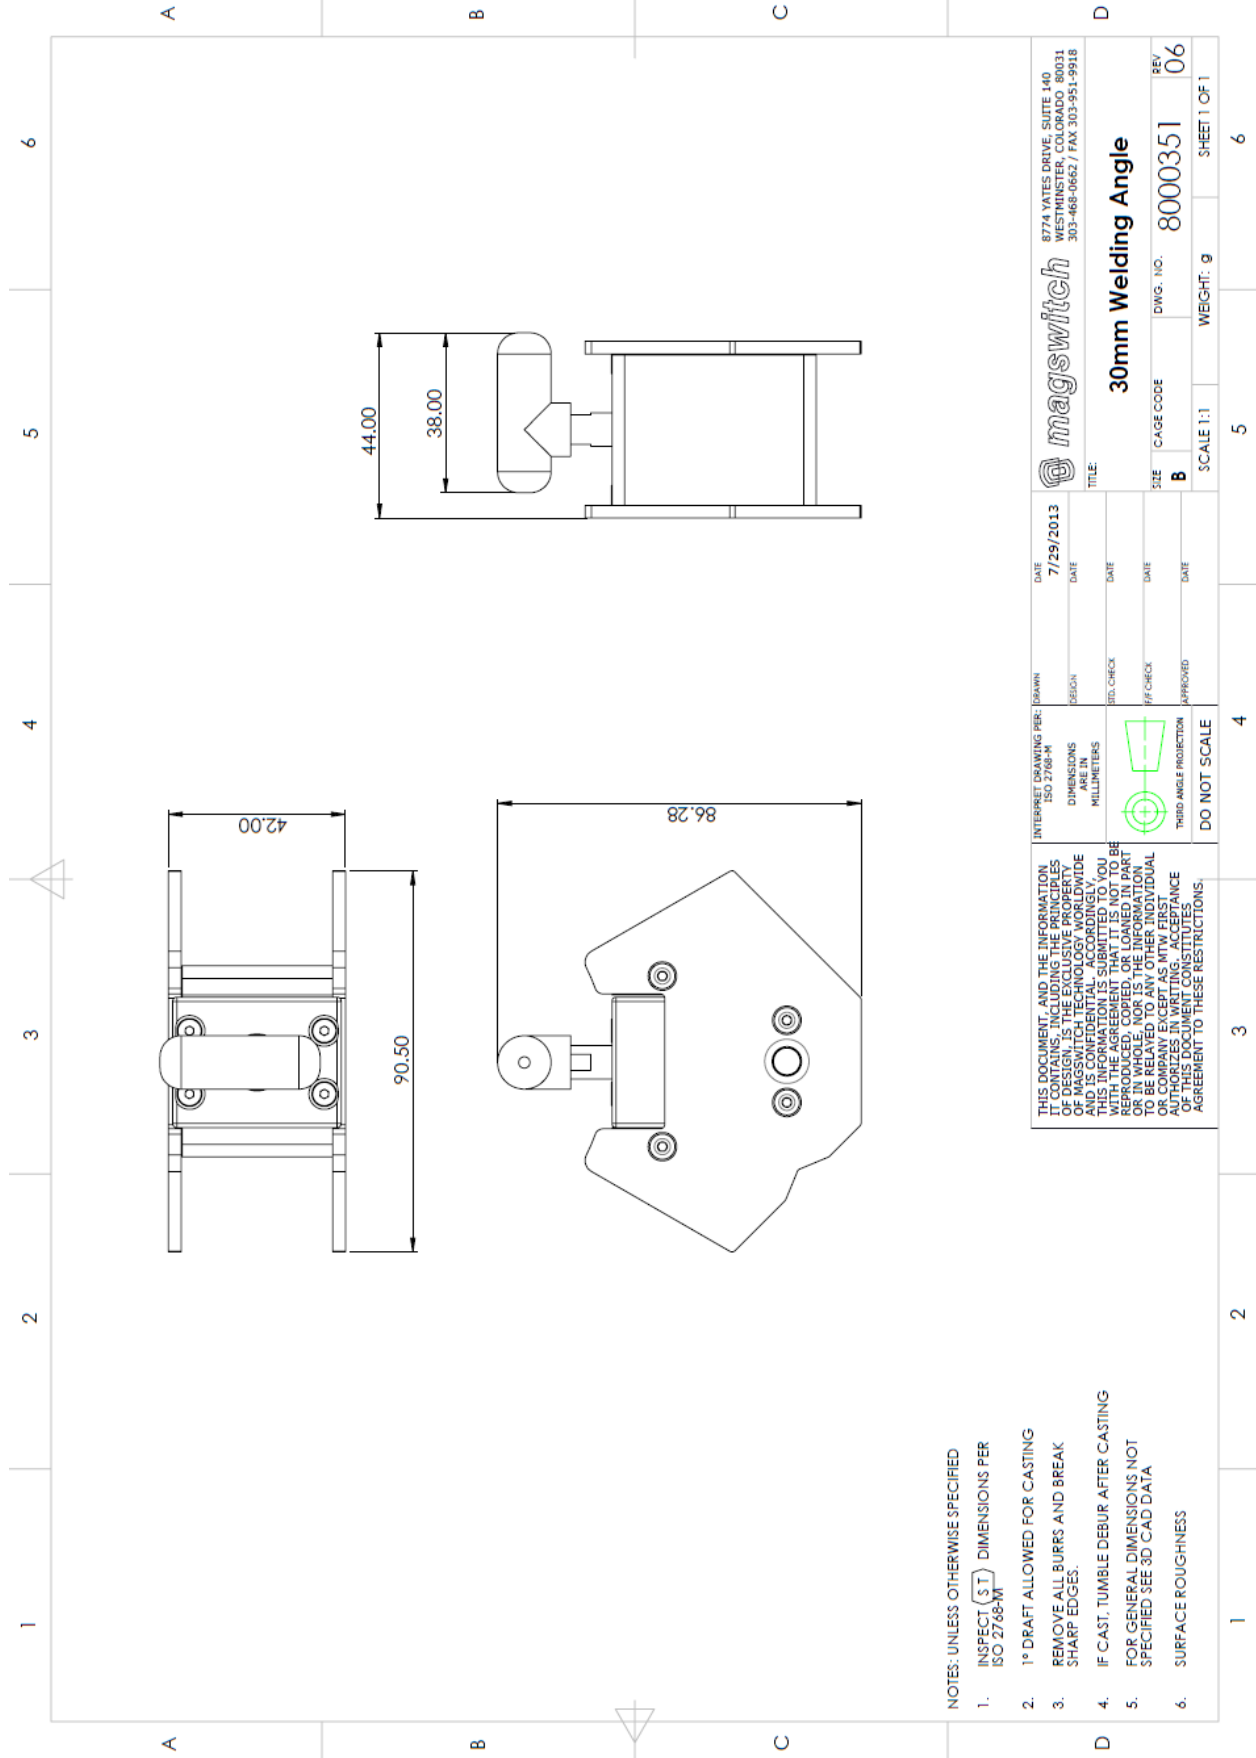 1
2
3
4
5
6
A
B
C
D
A
B
C
D
1
2
3
4
5
6
42.00
90.50
86.28
44.00
38.00
NOTES: UNLESS OTHERWISE SPECIFIED
1. INSPECT ST DIMENSIONS PER
ISO 2768-M
2. 1° DRAFT ALLOWED FOR CASTING
3. REMOVE ALL BURRS AND BREAK
SHARP EDGES.
4. IF CAST, TUMBLE DEBUR AFTER CASTING
5. FOR GENERAL DIMENSIONS NOT
SPECIFIED SEE 3D CAD DATA
6. SURFACE ROUGHNESS
THIS DOCUMENT, AND THE INFORMATION
IT CONTAINS, INCLUDING THE PRINCIPLES
OF DESIGN, IS THE EXCLUSIVE PROPERTY
OF MAGSWITCH TECHNOLOGY WORLDWIDE
AND IS CONFIDENTIAL. ACCORDINGLY,
THIS INFORMATION IS SUBMITTED TO YOU
WITH THE AGREEMENT THAT IT IS NOT TO BE
REPRODUCED, COPIED, OR LOANED IN PART
OR IN WHOLE, NOR IS THE INFORMATION
TO BE RELAYED TO ANY OTHER INDIVIDUAL
OR COMPANY EXCEPT AS MTW FIRST
AUTHORIZES IN WRITING. ACCEPTANCE
OF THIS DOCUMENT CONSTITUTES
AGREEMENT TO THESE RESTRICTIONS.
INTERPRET DRAWING PER:
ISO 2768-M
DIMENSIONS
ARE IN
MILLIMETERS
THIRD ANGLE PROJECTION
DO NOT SCALE
DRAWN DATE
7/29/2013
DESIGN DATE
STD. CHECK DATE
F/F CHECK DATE
APPROVED DATE
magswitch
8774 YATES DRIVE, SUITE 140
WESTMINSTER, COLORADO 80031
303-468-0662 / FAX 303-951-9918
TITLE:
30mm Welding Angle
SIZE CAGE CODE DWG. NO. REV
B 8000351 06
SCALE 1:1 WEIGHT: g SHEET 1 OF 1